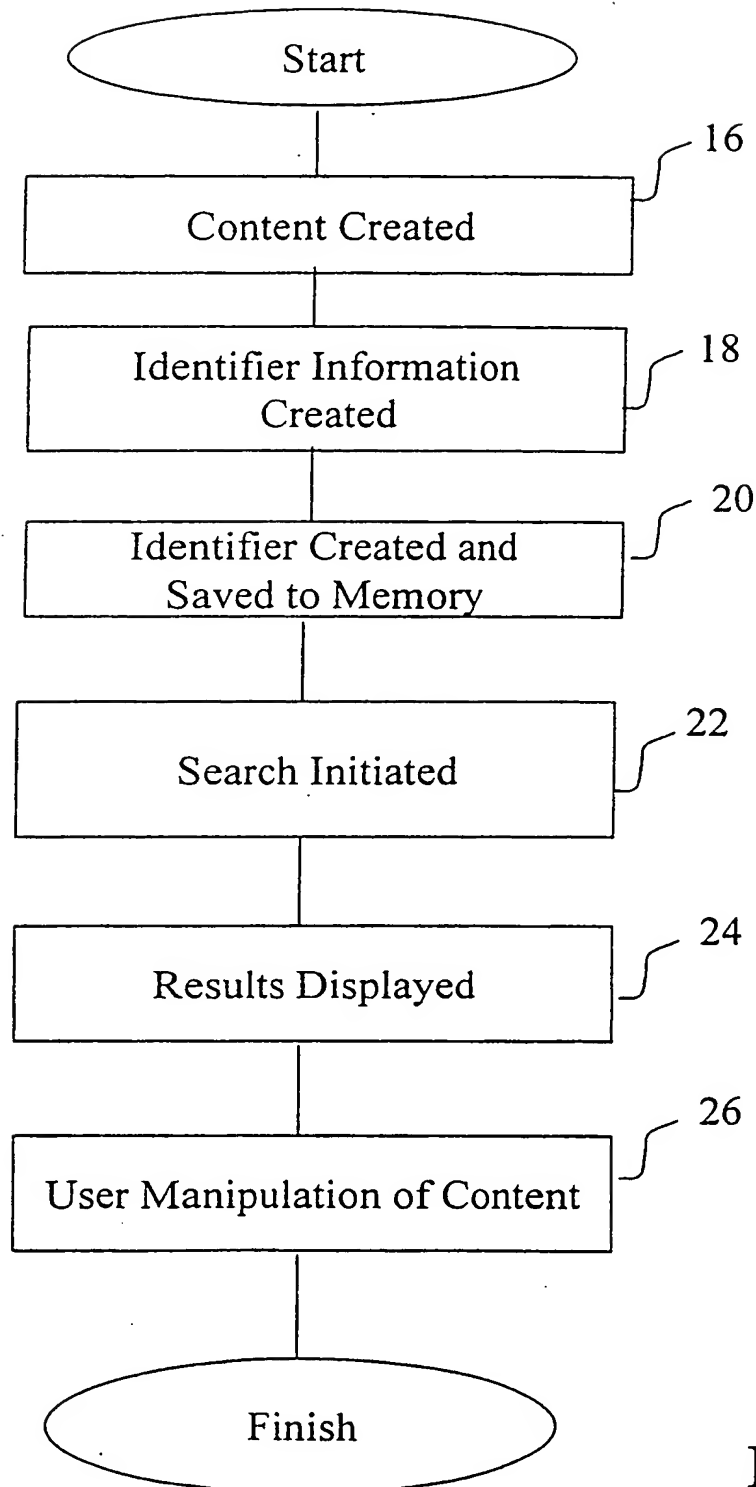 Start
16
Content Created
18
Identifier Information
Created
20
Identifier Created and
Saved to Memory
22
Search Initiated
24
Results Displayed
26
User Manipulation of Content
Finish